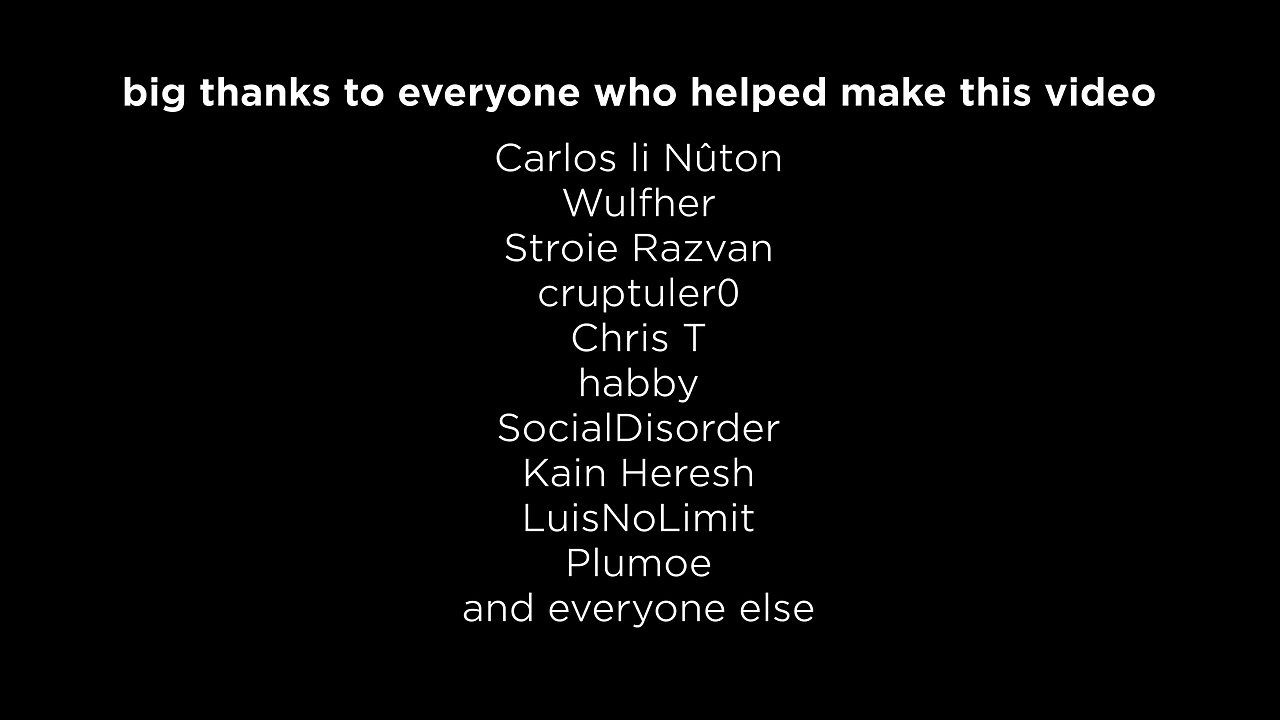 big thanks to everyone who helped make this video
Carlos li Nûton
Wulfher
Stroie Razvan
cruptuler0
Chris T
habby
SocialDisorder
Kain Heresh
LuisNoLimit
Plumoe
and everyone else